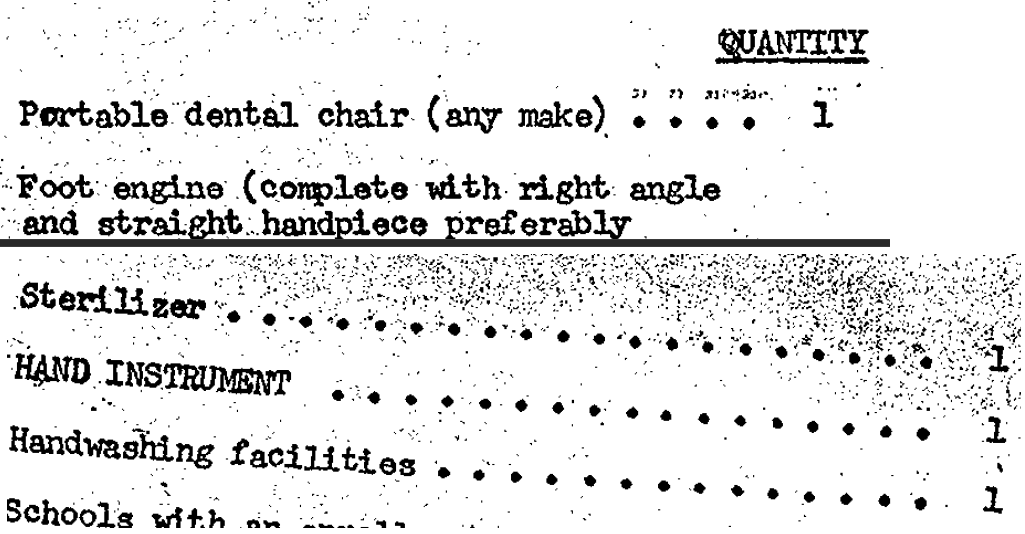 QUANTITY
Portable dental chair (any make) . . . . 1
Foot engine (complete with right angle
and straight handpiece preferably
Sterilizer . . . . . . . . . . . . . . . . . . . . 1
HAND INSTRUMENT . . . . . . . . . . . . . . . . . 1
Handwashing facilities . . . . . . . . . . . . . . 1
Schools with an